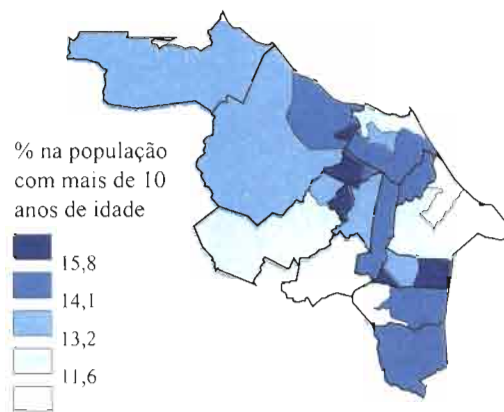 % na população
com mais de 10
anos de idade
15,8
14,1
13,2
11,6